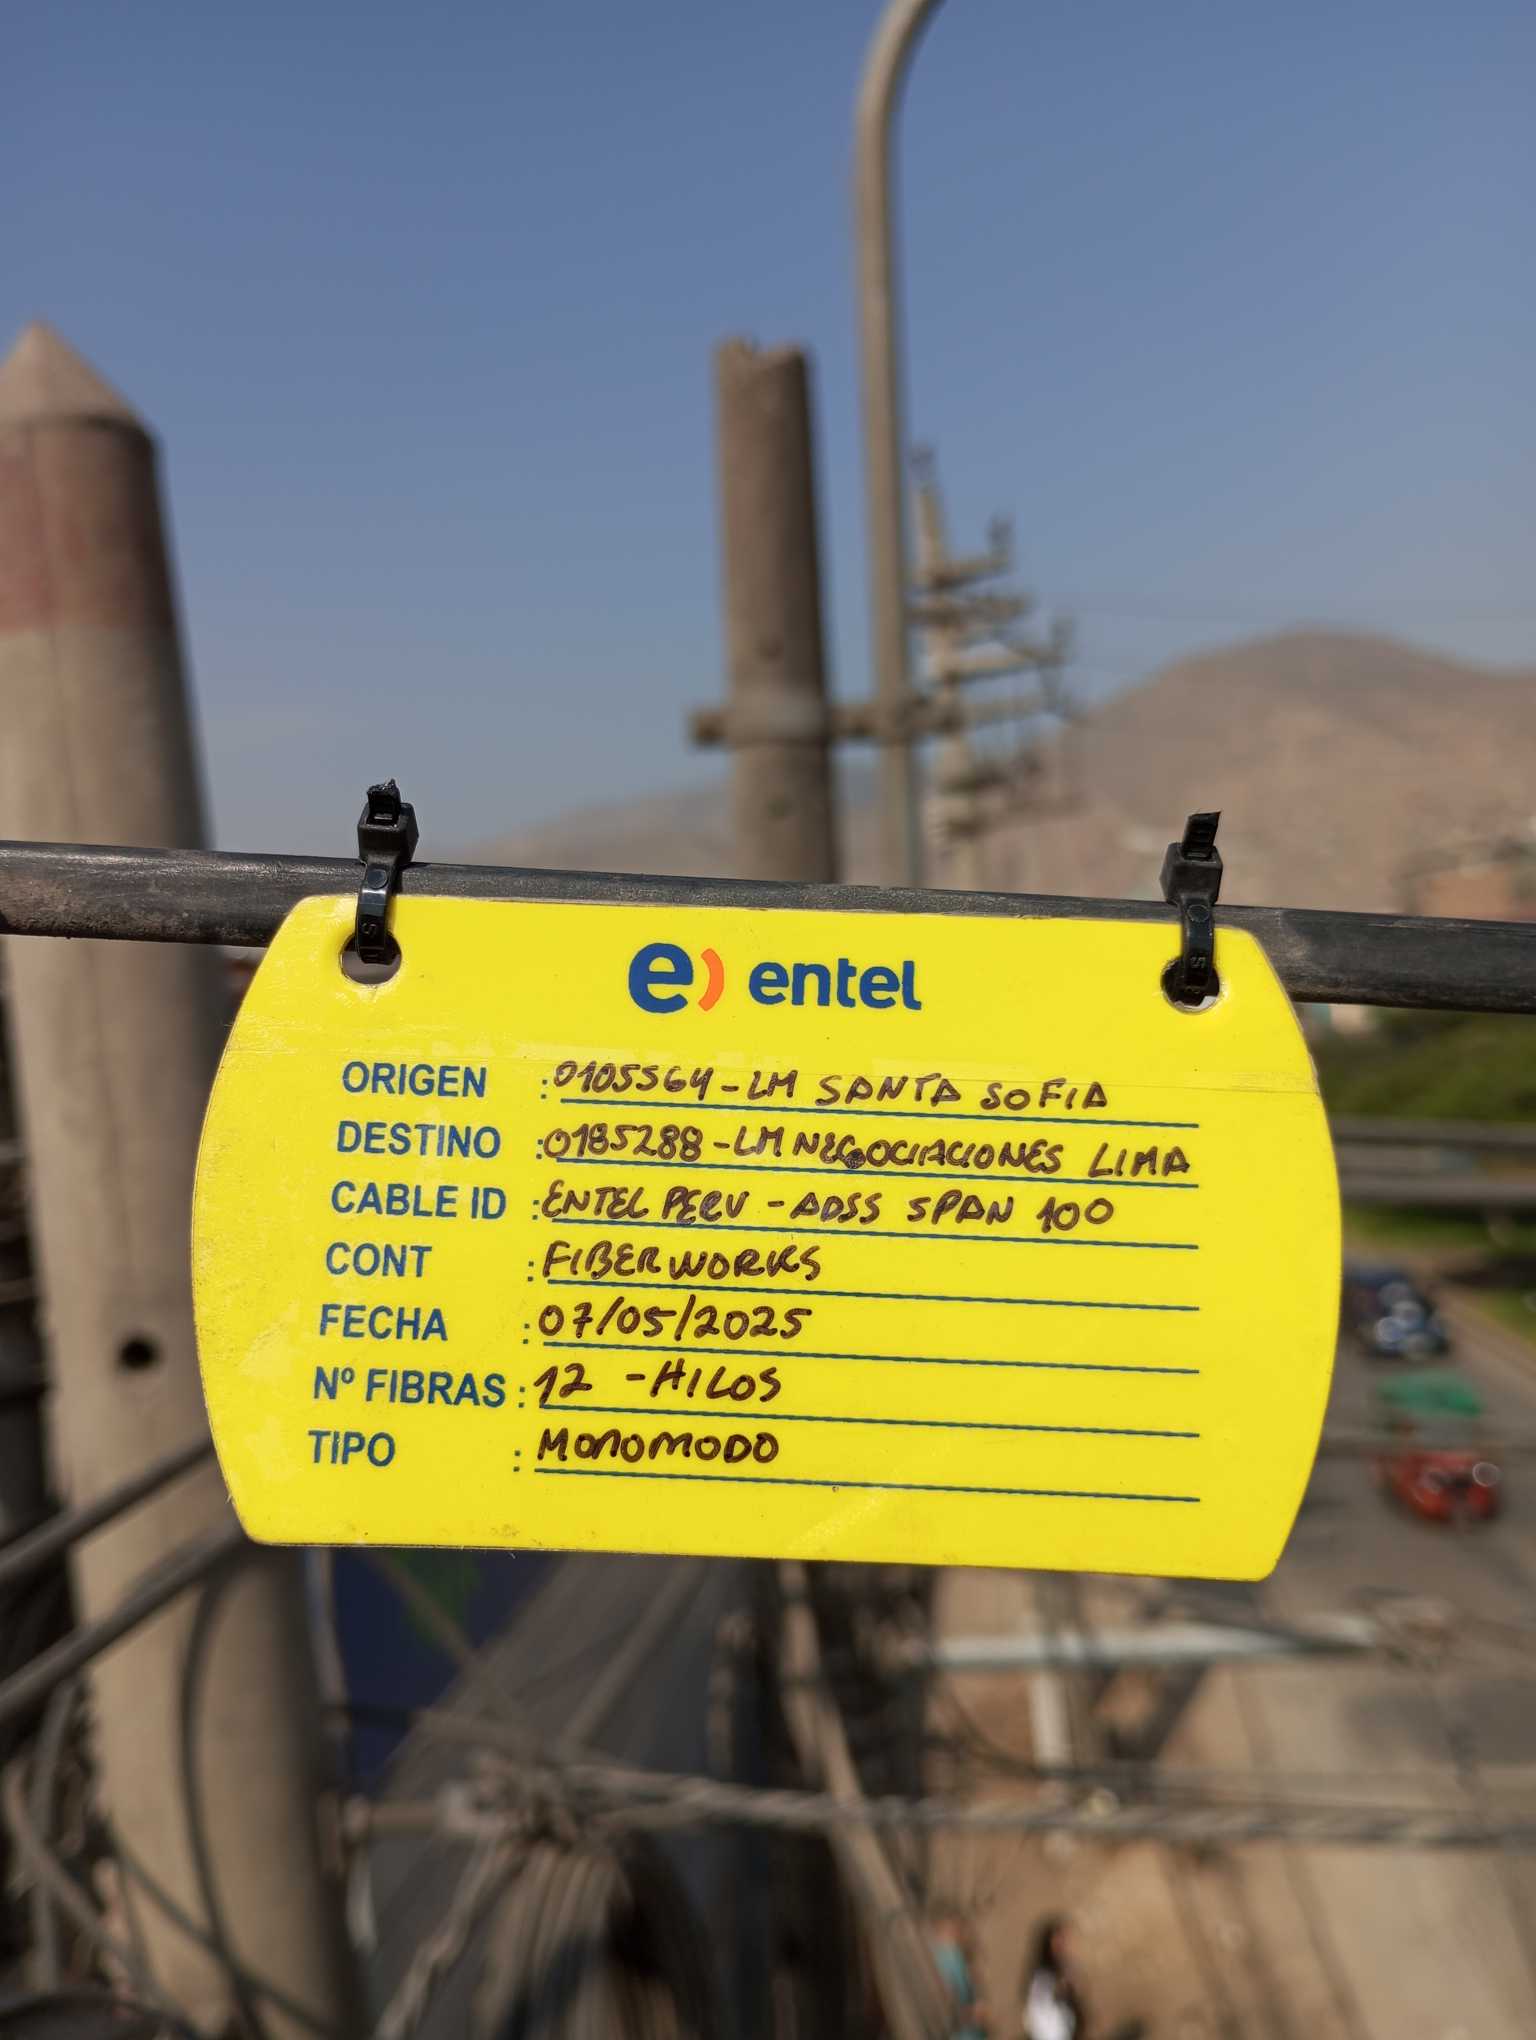 e) entel
ORIGEN : 0105564-LM SANTA SOFIA
DESTINO : 0185288-LM NEGOCIACIONES LIMA
CABLE ID : ENTEL PERU - ADSS SPAN 100
CONT : FIBERWORKS
FECHA : 07/05/2025
Nº FIBRAS : 12 - HILOS
TIPO : MONOMODO